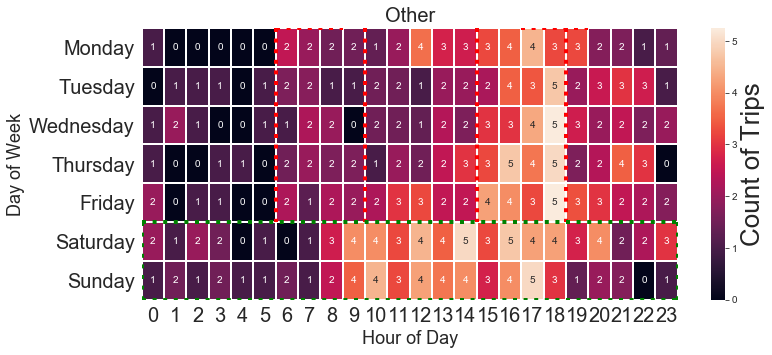 Other
Monday 1 0 0 0 0 0 2 2 2 2 1 2 4 3 3 3 4 4 3 3 2 2 1 1
Tuesday 0 1 1 1 0 1 2 2 1 1 2 2 1 2 2 2 4 3 5 2 3 3 3 1
Wednesday 1 2 1 0 0 1 1 2 2 0 2 2 1 2 2 3 3 4 5 3 2 2 2 2
Thursday 1 0 0 1 1 0 2 2 2 2 1 2 2 2 3 3 5 4 5 2 2 4 3 0
Friday 2 0 1 1 0 0 2 1 2 2 2 3 3 2 2 4 4 3 5 3 3 2 2 2
Saturday 2 1 2 2 0 1 0 1 3 4 4 3 4 4 5 3 5 4 4 3 4 2 2 3
Sunday 1 2 1 2 1 1 2 1 2 4 4 3 4 4 4 3 4 5 3 1 2 2 0 1
0 1 2 3 4 5 6 7 8 9 10 11 12 13 14 15 16 17 18 19 20 21 22 23
Hour of Day
Day of Week
5
4
3
2
1
0
Count of Trips